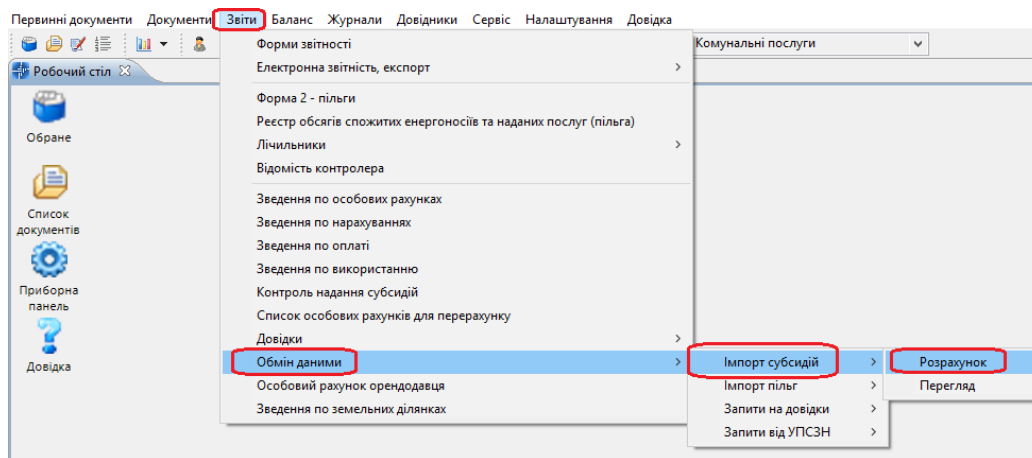 Первинні документи Документи Звіти Баланс Журнали Довідники Сервіс Налаштування Довідка
Комунальні послуги
Робочий стіл
Обране
Список
документів
Приборна
панель
Довідка
Форми звітності
Електронна звітність, експорт
Форма 2 - пільги
Реєстр обсягів спожитих енергоносіїв та наданих послуг (пільга)
Лічильники
Відомість контролера
Зведення по особових рахунках
Зведення по нарахуваннях
Зведення по оплаті
Зведення по використанню
Контроль надання субсидій
Список особових рахунків для перерахунку
Довідки
Обмін даними
Особовий рахунок орендодавця
Зведення по земельних ділянках
Імпорт субсидій
Імпорт пільг
Запити на довідки
Запити від УПСЗН
Розрахунок
Перегляд